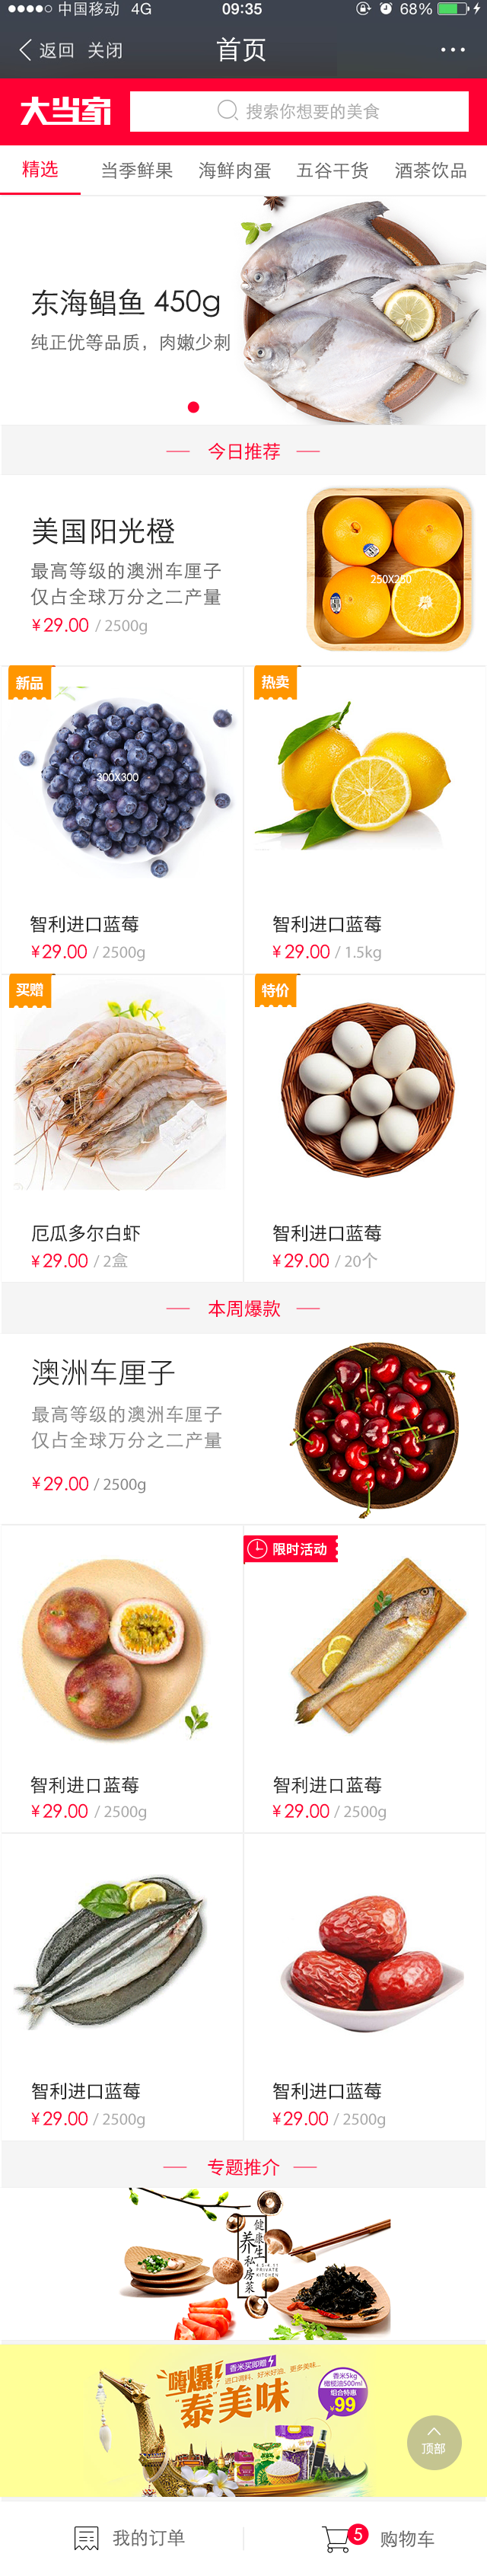 中国移动 4G 09:35 68%
返回 关闭 首页
大当家 搜索你想要的美食
精选 当季鲜果 海鲜肉蛋 五谷干货 酒茶饮品
东海鲳鱼 450g
纯正优等品质，肉嫩少刺
今日推荐
美国阳光橙
最高等级的澳洲车厘子
仅占全球万分之二产量
¥29.00 / 2500g
250X250
新品 热卖
300X300
智利进口蓝莓 智利进口蓝莓
¥29.00 / 2500g ¥29.00 / 1.5kg
买赠 特价
厄瓜多尔白虾 智利进口蓝莓
¥29.00 / 2盒 ¥29.00 / 20个
本周爆款
澳洲车厘子
最高等级的澳洲车厘子
仅占全球万分之二产量
¥29.00 / 2500g
限时活动
智利进口蓝莓 智利进口蓝莓
¥29.00 / 2500g ¥29.00 / 2500g
智利进口蓝莓 智利进口蓝莓
¥29.00 / 2500g ¥29.00 / 2500g
专题推介
健康生
养私房菜
PRIVATE
KITCHEN
嗨爆
泰美味
香米买即赠
进口调料、好米好油、更多美味...
香米5kg
橄榄油500ml
组合特惠
¥99
顶部
我的订单 5 购物车